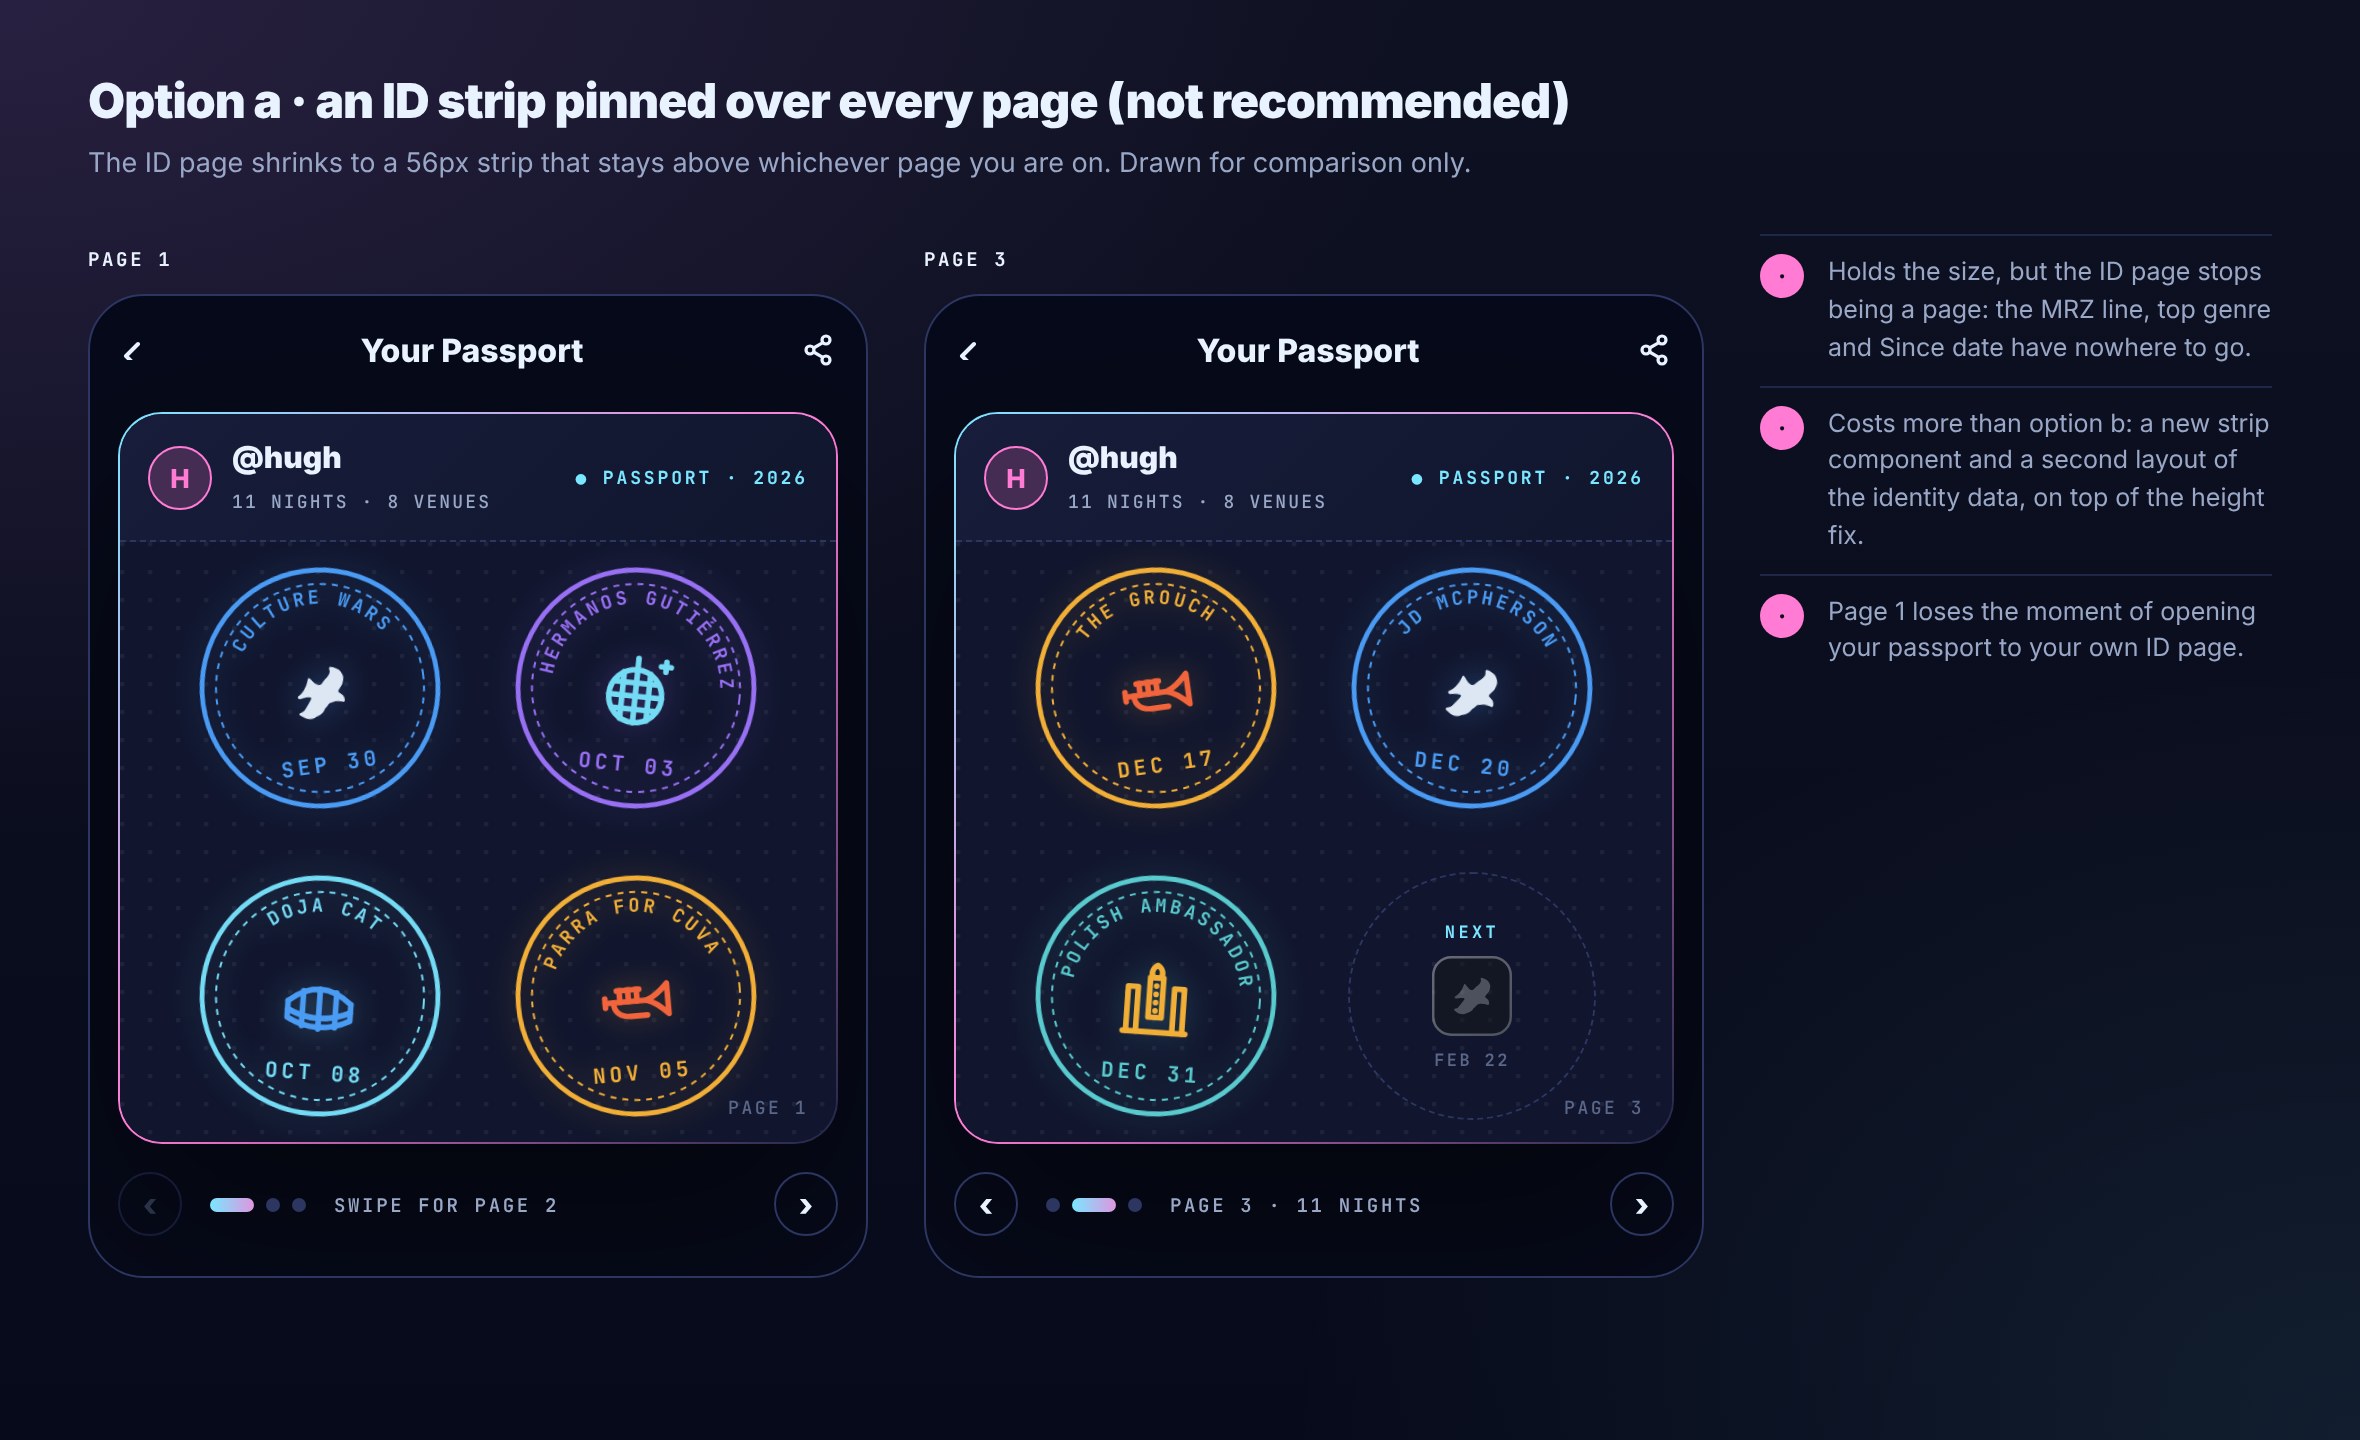 Option a · an ID strip pinned over every page (not recommended)
The ID page shrinks to a 56px strip that stays above whichever page you are on. Drawn for comparison only.
PAGE 1
Your Passport
H
@hugh
11 NIGHTS · 8 VENUES
● PASSPORT · 2026
CULTURE WARS
SEP 30
HERMANOS GUTIÉRREZ
OCT 03
DOJA CAT
OCT 08
PARRA FOR CUVA
NOV 05
PAGE 1
SWIPE FOR PAGE 2
PAGE 3
Your Passport
H
@hugh
11 NIGHTS · 8 VENUES
● PASSPORT · 2026
THE GROUCH
DEC 17
JD MCPHERSON
DEC 20
POLISH AMBASSADOR
DEC 31
NEXT
FEB 22
PAGE 3
PAGE 3 · 11 NIGHTS
Holds the size, but the ID page stops
being a page: the MRZ line, top genre
and Since date have nowhere to go.
Costs more than option b: a new strip
component and a second layout of
the identity data, on top of the height
fix.
Page 1 loses the moment of opening
your passport to your own ID page.